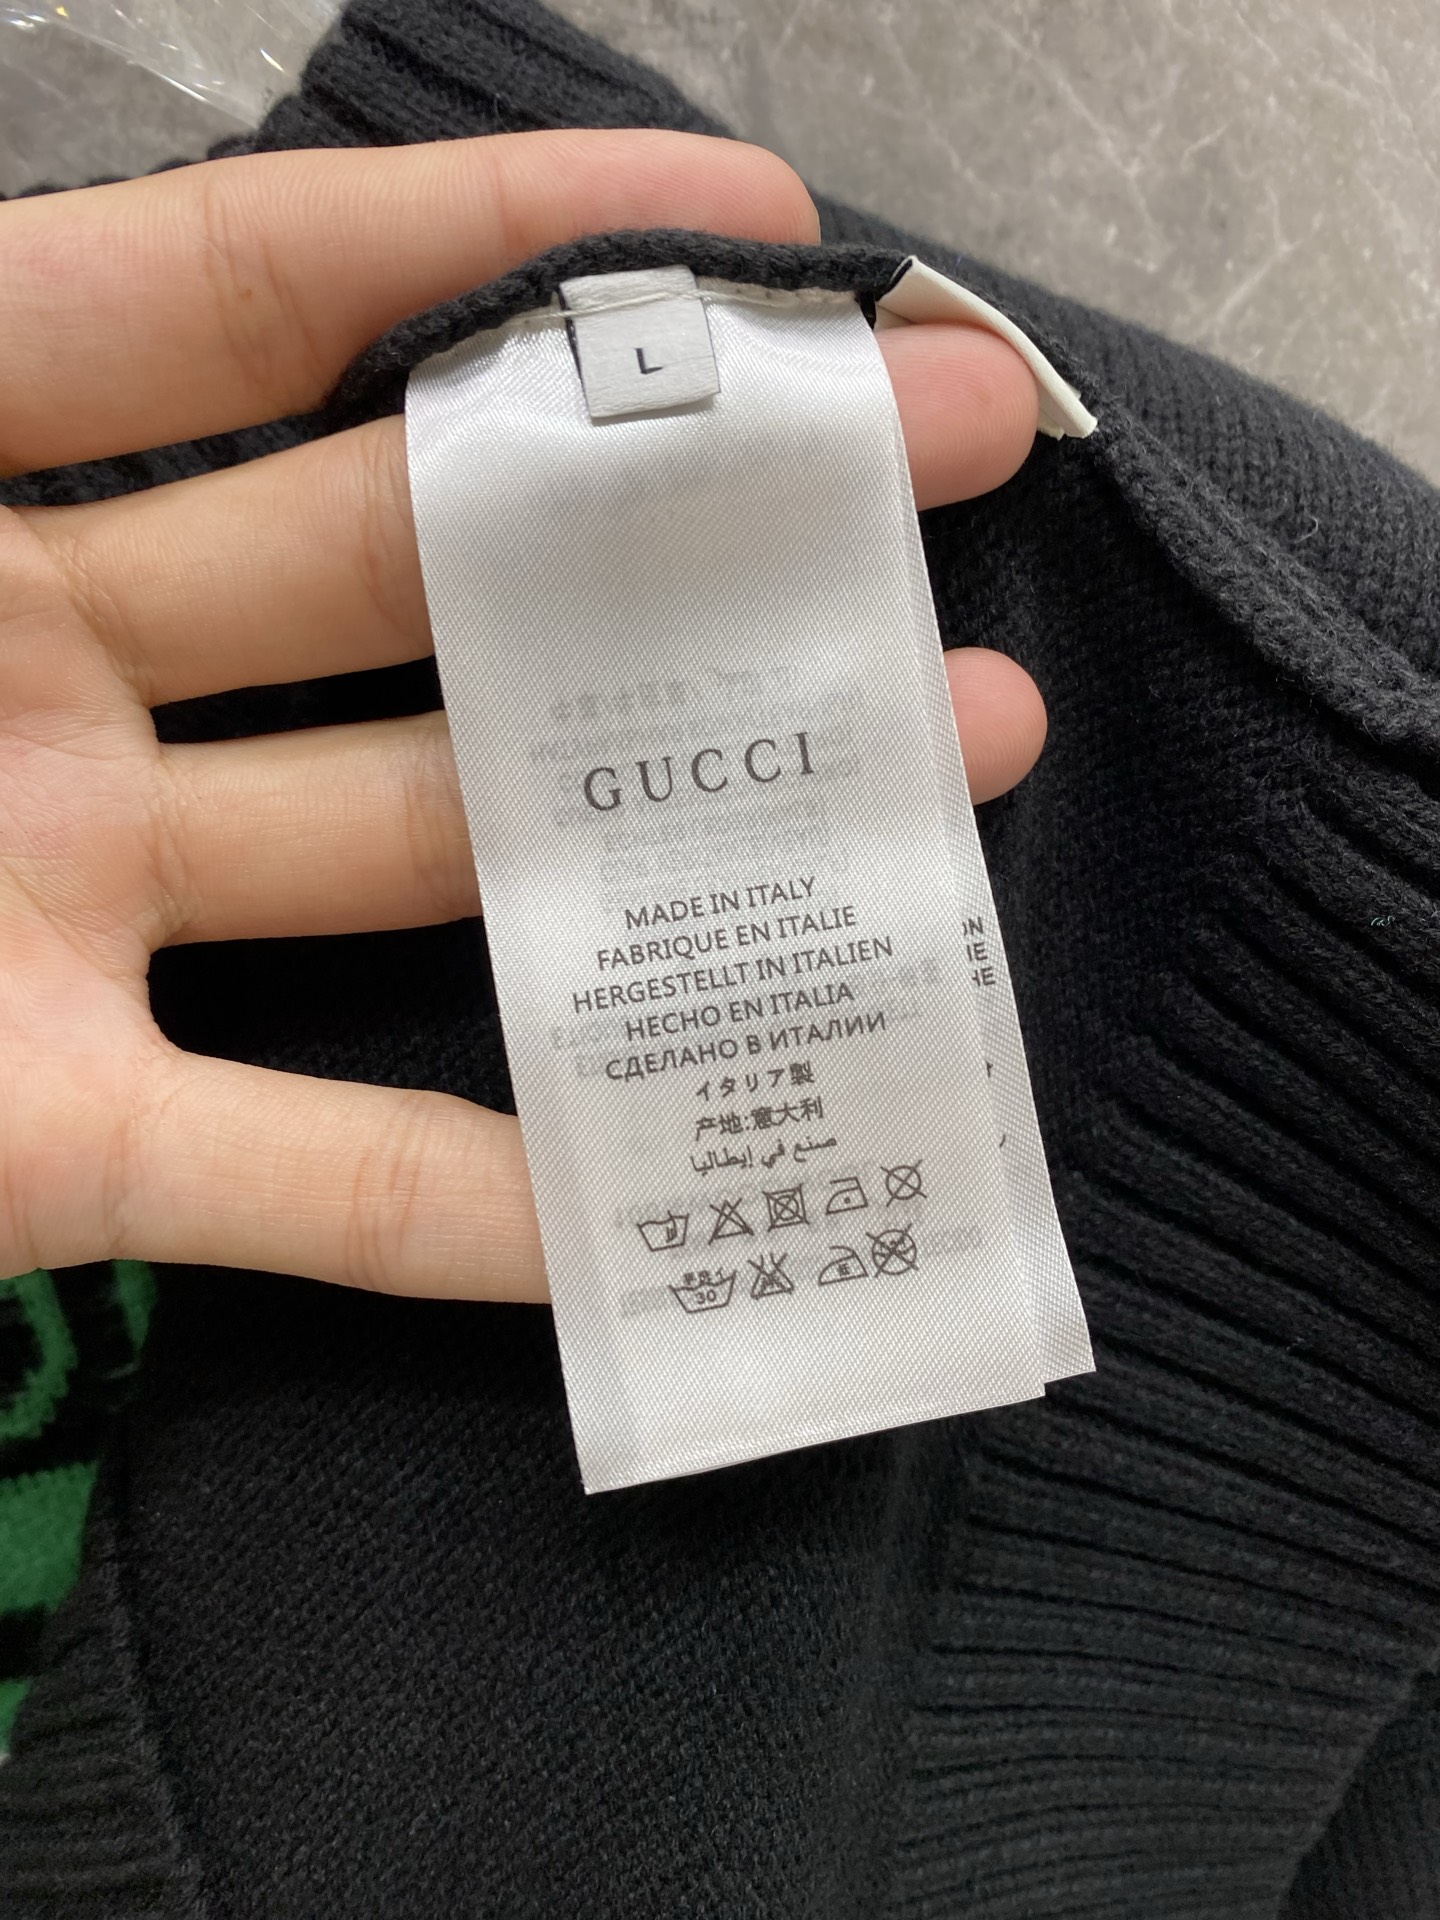 L
GUCCI
MADE IN ITALY
FABRIQUE EN ITALIE
HERGESTELLT IN ITALIEN
HECHO EN ITALIA
СДЕЛАНО В ИТАЛИИ
イタリア製
产地:意大利
صنع في إيطاليا
30